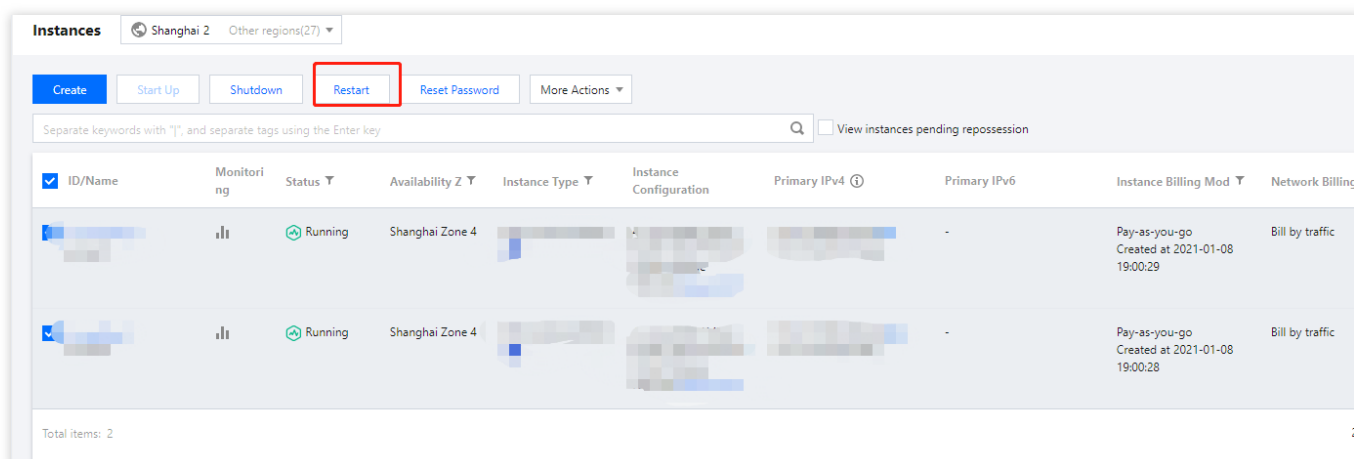 Instances Shanghai 2 Other regions(27)
Create Start Up Shutdown Restart Reset Password More Actions
Separate keywords with "|", and separate tags using the Enter key View instances pending repossession
ID/Name Monitori
ng Status Availability Z Instance Type Instance
Configuration Primary IPv4 Primary IPv6 Instance Billing Mod Network Billing
Running Shanghai Zone 4 - Pay-as-you-go Bill by traffic
Created at 2021-01-08
19:00:29
Running Shanghai Zone 4 - Pay-as-you-go Bill by traffic
Created at 2021-01-08
19:00:28
Total items: 2